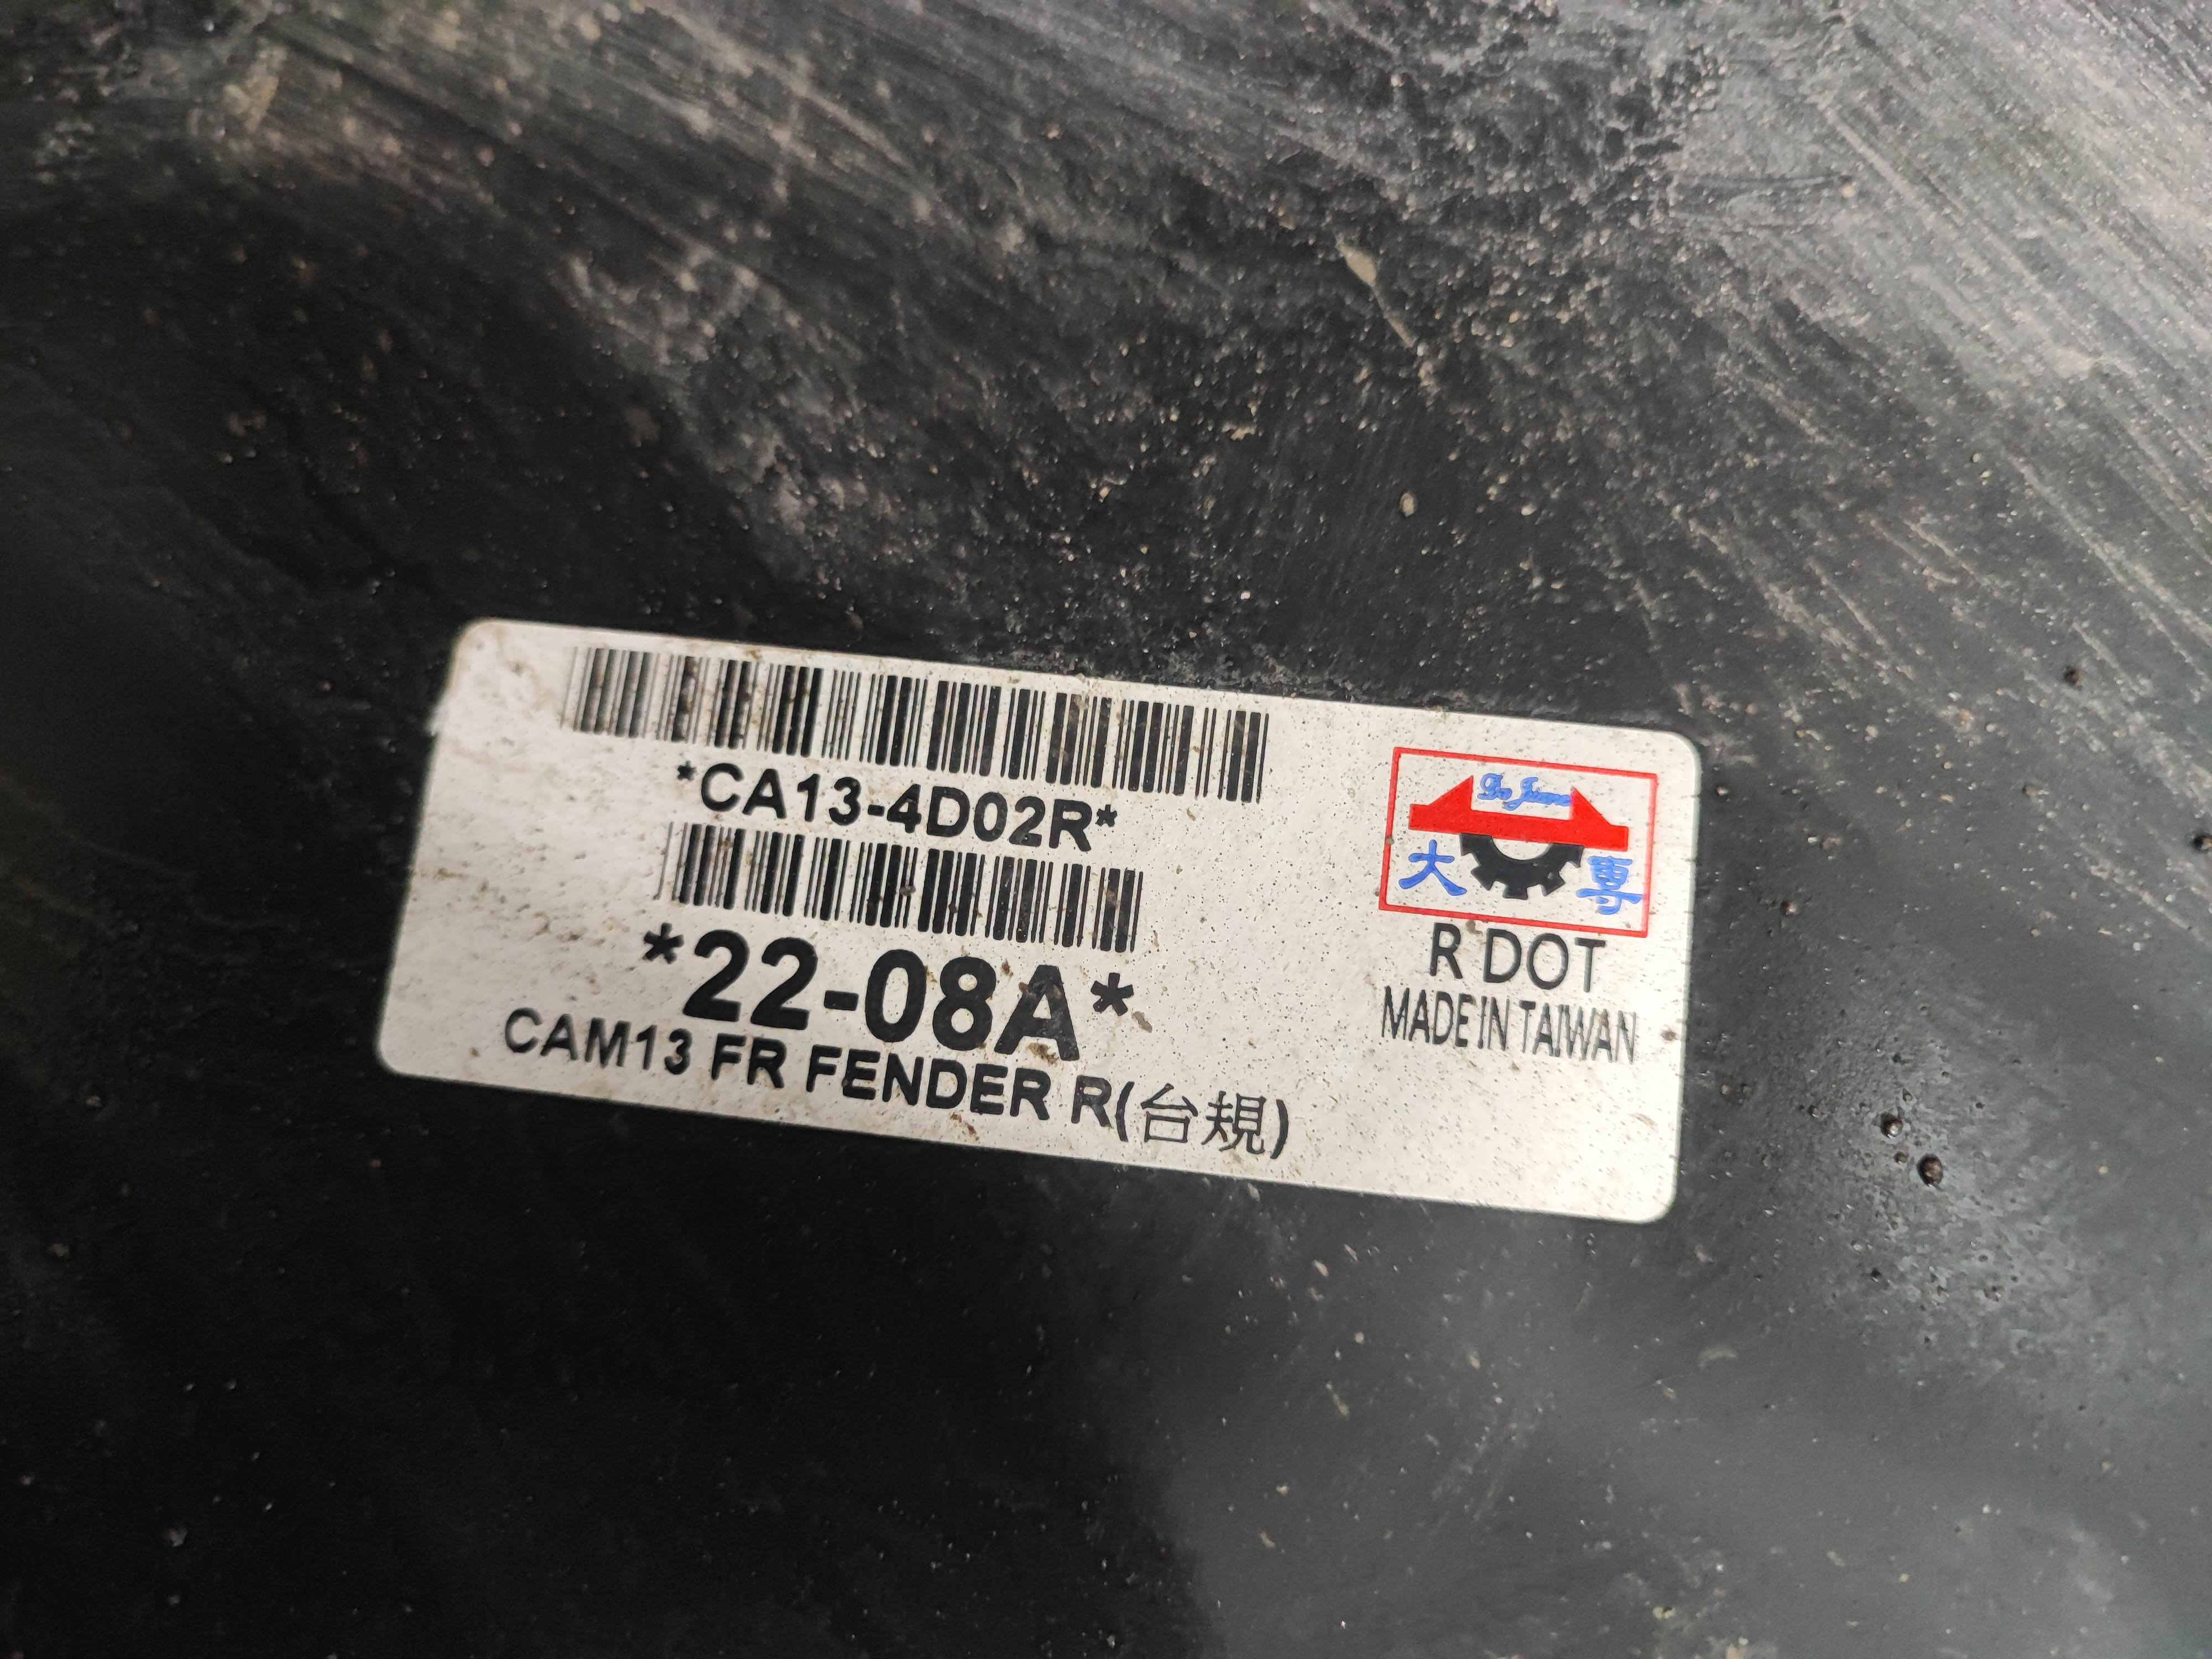 *CA13-4D02R*
*22-08A*
CAM13 FR FENDER R(台規)
大 專
R DOT
MADE IN TAIWAN